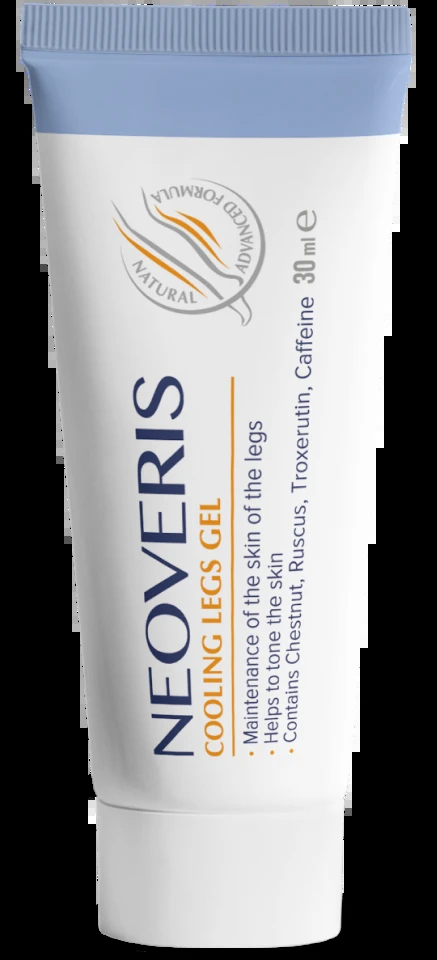 NATURAL
ADVANCED FORMULA
NEOVERIS
COOLING LEGS GEL
• Maintenance of the skin of the legs
• Helps to tone the skin
• Contains Chestnut, Ruscus, Troxerutin, Caffeine
30 ml ℮